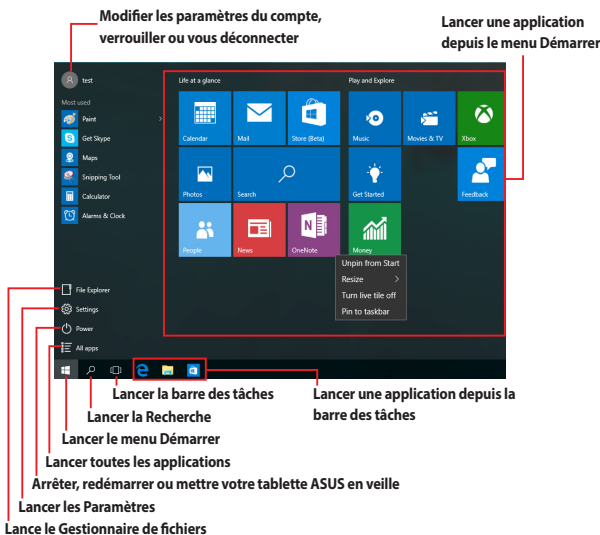 Modifier les paramètres du compte,
verrouiller ou vous déconnecter
Lancer une application
depuis le menu Démarrer
test
Most used
Paint
Get Skype
Maps
Snipping Tool
Calculator
Alarms & Clock
File Explorer
Settings
Power
All apps
Life at a glance
Calendar
Mail
Store (Beta)
Photos
Search
People
News
OneNote
Play and Explore
Music
Movies & TV
Xbox
Get Started
Feedback
Money
Unpin from Start
Resize
Turn live tile off
Pin to taskbar
Lancer la barre des tâches
Lancer une application depuis la
barre des tâches
Lancer la Recherche
Lancer le menu Démarrer
Lancer toutes les applications
Arrêter, redémarrer ou mettre votre tablette ASUS en veille
Lancer les Paramètres
Lance le Gestionnaire de fichiers